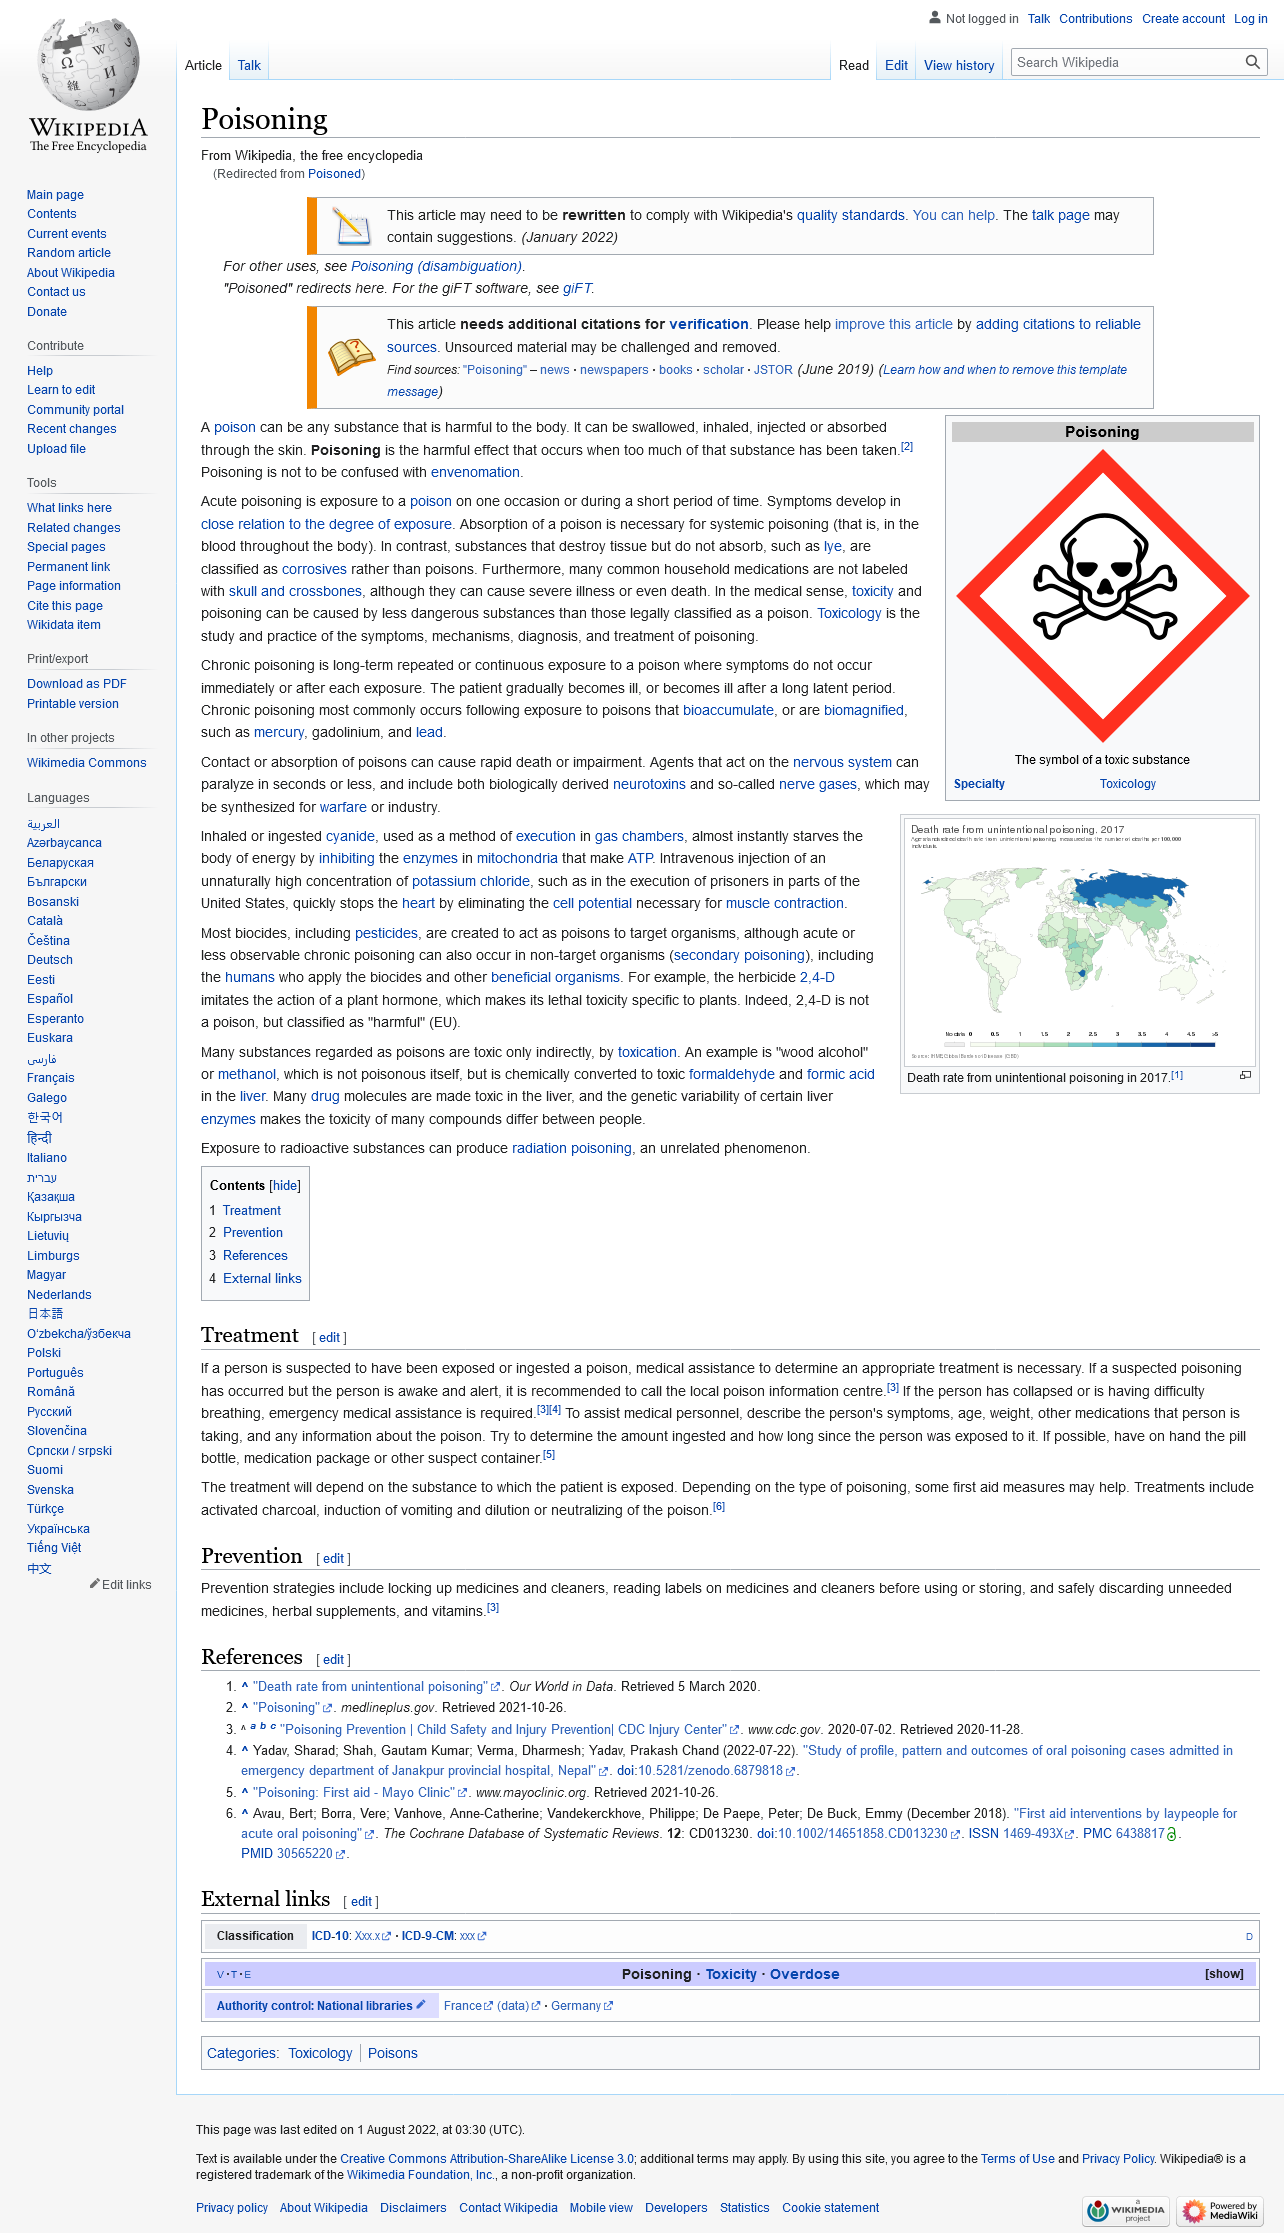 Not logged in Talk Contributions Create account Log in
Article Talk
Read Edit View history Search Wikipedia
WIKIPEDIA
The Free Encyclopedia
Main page
Contents
Current events
Random article
About Wikipedia
Contact us
Donate
Contribute
Help
Learn to edit
Community portal
Recent changes
Upload file
Tools
What links here
Related changes
Special pages
Permanent link
Page information
Cite this page
Wikidata item
Print/export
Download as PDF
Printable version
In other projects
Wikimedia Commons
Languages
العربية
Azərbaycanca
Беларуская
Български
Bosanski
Català
Čeština
Deutsch
Eesti
Español
Esperanto
Euskara
فارسی
Français
Galego
한국어
हिन्दी
Italiano
עברית
Қазақша
Кыргызча
Lietuvių
Limburgs
Magyar
Nederlands
日本語
Oʻzbekcha/ўзбекча
Polski
Português
Română
Русский
Slovenčina
Српски / srpski
Suomi
Svenska
Türkçe
Українська
Tiếng Việt
中文
Edit links
Poisoning
From Wikipedia, the free encyclopedia
(Redirected from Poisoned)
This article may need to be rewritten to comply with Wikipedia's quality standards. You can help. The talk page may
contain suggestions. (January 2022)
For other uses, see Poisoning (disambiguation).
"Poisoned" redirects here. For the giFT software, see giFT.
This article needs additional citations for verification. Please help improve this article by adding citations to reliable
sources. Unsourced material may be challenged and removed.
Find sources: "Poisoning" – news · newspapers · books · scholar · JSTOR (June 2019) (Learn how and when to remove this template
message)
A poison can be any substance that is harmful to the body. It can be swallowed, inhaled, injected or absorbed
through the skin. Poisoning is the harmful effect that occurs when too much of that substance has been taken.[2]
Poisoning is not to be confused with envenomation.
Acute poisoning is exposure to a poison on one occasion or during a short period of time. Symptoms develop in
close relation to the degree of exposure. Absorption of a poison is necessary for systemic poisoning (that is, in the
blood throughout the body). In contrast, substances that destroy tissue but do not absorb, such as lye, are
classified as corrosives rather than poisons. Furthermore, many common household medications are not labeled
with skull and crossbones, although they can cause severe illness or even death. In the medical sense, toxicity and
poisoning can be caused by less dangerous substances than those legally classified as a poison. Toxicology is the
study and practice of the symptoms, mechanisms, diagnosis, and treatment of poisoning.
Chronic poisoning is long-term repeated or continuous exposure to a poison where symptoms do not occur
immediately or after each exposure. The patient gradually becomes ill, or becomes ill after a long latent period.
Chronic poisoning most commonly occurs following exposure to poisons that bioaccumulate, or are biomagnified,
such as mercury, gadolinium, and lead.
Contact or absorption of poisons can cause rapid death or impairment. Agents that act on the nervous system can
paralyze in seconds or less, and include both biologically derived neurotoxins and so-called nerve gases, which may
be synthesized for warfare or industry.
Inhaled or ingested cyanide, used as a method of execution in gas chambers, almost instantly starves the
body of energy by inhibiting the enzymes in mitochondria that make ATP. Intravenous injection of an
unnaturally high concentration of potassium chloride, such as in the execution of prisoners in parts of the
United States, quickly stops the heart by eliminating the cell potential necessary for muscle contraction.
Most biocides, including pesticides, are created to act as poisons to target organisms, although acute or
less observable chronic poisoning can also occur in non-target organisms (secondary poisoning), including
the humans who apply the biocides and other beneficial organisms. For example, the herbicide 2,4-D
imitates the action of a plant hormone, which makes its lethal toxicity specific to plants. Indeed, 2,4-D is not
a poison, but classified as "harmful" (EU).
Many substances regarded as poisons are toxic only indirectly, by toxication. An example is "wood alcohol"
or methanol, which is not poisonous itself, but is chemically converted to toxic formaldehyde and formic acid
in the liver. Many drug molecules are made toxic in the liver, and the genetic variability of certain liver
enzymes makes the toxicity of many compounds differ between people.
Exposure to radioactive substances can produce radiation poisoning, an unrelated phenomenon.
Poisoning
The symbol of a toxic substance
Specialty Toxicology
Death rate from unintentional poisoning, 2017
Age-standardized death rate from unintentional poisoning, measured as the number of deaths per 100,000
individuals.
No data 0 0.5 1 1.5 2 2.5 3 3.5 4 4.5 >5
Source: IHME, Global Burden of Disease (GBD)
Death rate from unintentional poisoning in 2017.[1]
Contents [hide]
1 Treatment
2 Prevention
3 References
4 External links
Treatment [ edit ]
If a person is suspected to have been exposed or ingested a poison, medical assistance to determine an appropriate treatment is necessary. If a suspected poisoning
has occurred but the person is awake and alert, it is recommended to call the local poison information centre.[3] If the person has collapsed or is having difficulty
breathing, emergency medical assistance is required.[3][4] To assist medical personnel, describe the person's symptoms, age, weight, other medications that person is
taking, and any information about the poison. Try to determine the amount ingested and how long since the person was exposed to it. If possible, have on hand the pill
bottle, medication package or other suspect container.[5]
The treatment will depend on the substance to which the patient is exposed. Depending on the type of poisoning, some first aid measures may help. Treatments include
activated charcoal, induction of vomiting and dilution or neutralizing of the poison.[6]
Prevention [ edit ]
Prevention strategies include locking up medicines and cleaners, reading labels on medicines and cleaners before using or storing, and safely discarding unneeded
medicines, herbal supplements, and vitamins.[3]
References [ edit ]
1. ^ "Death rate from unintentional poisoning". Our World in Data. Retrieved 5 March 2020.
2. ^ "Poisoning". medlineplus.gov. Retrieved 2021-10-26.
3. ^ a b c "Poisoning Prevention | Child Safety and Injury Prevention| CDC Injury Center". www.cdc.gov. 2020-07-02. Retrieved 2020-11-28.
4. ^ Yadav, Sharad; Shah, Gautam Kumar; Verma, Dharmesh; Yadav, Prakash Chand (2022-07-22). "Study of profile, pattern and outcomes of oral poisoning cases admitted in
emergency department of Janakpur provincial hospital, Nepal". doi:10.5281/zenodo.6879818.
5. ^ "Poisoning: First aid - Mayo Clinic". www.mayoclinic.org. Retrieved 2021-10-26.
6. ^ Avau, Bert; Borra, Vere; Vanhove, Anne-Catherine; Vandekerckhove, Philippe; De Paepe, Peter; De Buck, Emmy (December 2018). "First aid interventions by laypeople for
acute oral poisoning". The Cochrane Database of Systematic Reviews. 12: CD013230. doi:10.1002/14651858.CD013230. ISSN 1469-493X. PMC 6438817.
PMID 30565220.
External links [ edit ]
Classification ICD-10: Xxx.x · ICD-9-CM: xxx D
V · T · E Poisoning · Toxicity · Overdose [show]
Authority control: National libraries France (data) · Germany
Categories: Toxicology Poisons
This page was last edited on 1 August 2022, at 03:30 (UTC).
Text is available under the Creative Commons Attribution-ShareAlike License 3.0; additional terms may apply. By using this site, you agree to the Terms of Use and Privacy Policy. Wikipedia® is a
registered trademark of the Wikimedia Foundation, Inc., a non-profit organization.
Privacy policy About Wikipedia Disclaimers Contact Wikipedia Mobile view Developers Statistics Cookie statement
a
WIKIMEDIA
project
Powered by
MediaWiki